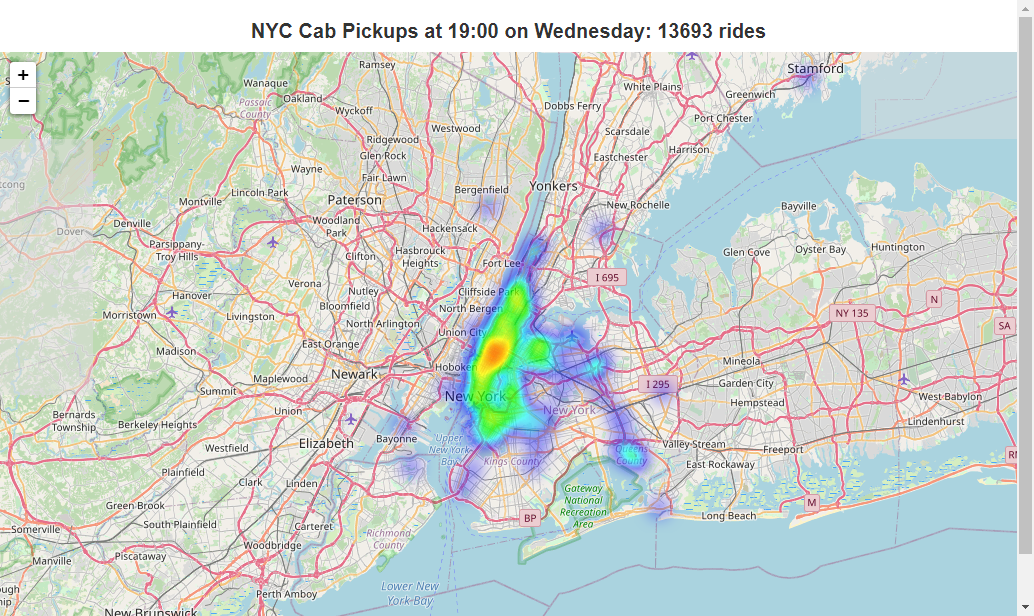 NYC Cab Pickups at 19:00 on Wednesday: 13693 rides
+
−
Ramsey
Stamford
Wanaque
White Plains
Greenwich
Oakland
Passaic
County
Wyckoff
Dobbs Ferry
Port Chester
Westwood
Scarsdale
Ridgewood
Harrison
Glen Rock
Eastchester
Wayne
Fair Lawn
Bergenfield
Yonkers
Lincoln Park
Paterson
Montville
New Rochelle
Bayville
Denville
Woodland
Park
Hackensack
Dover
Parsippany-
Troy Hills
Clifton
Hasbrouck
Heights
Fort Lee
Glen Cove
Oyster Bay
Huntington
I 695
Verona
Nutley
Cliffside Park
Hanover
Bloomfield
North Bergen
N
Morristown
Livingston
North Arlington
NY 135
SA
Union City
East Orange
Madison
Mineola
Newark
Hoboken
Maplewood
I 295
Garden City
Summit
New York
West Babylon
Hempstead
Union
New York
Bernards
Township
Berkeley Heights
Lindenhurst
Bayonne
Elizabeth
Upper
New York
Bay
Valley Stream
Freeport
Westfield
Queens
County
Kings County
East Rockaway
Plainfield
Clark
Linden
Gateway
National
Recreation
Area
M
Green Brook
Long Beach
BP
South Plainfield
Carteret
Somerville
Richmond
County
Woodbridge
Piscataway
Manville
Lower New
York Bay
Perth Amboy
New Brunswick